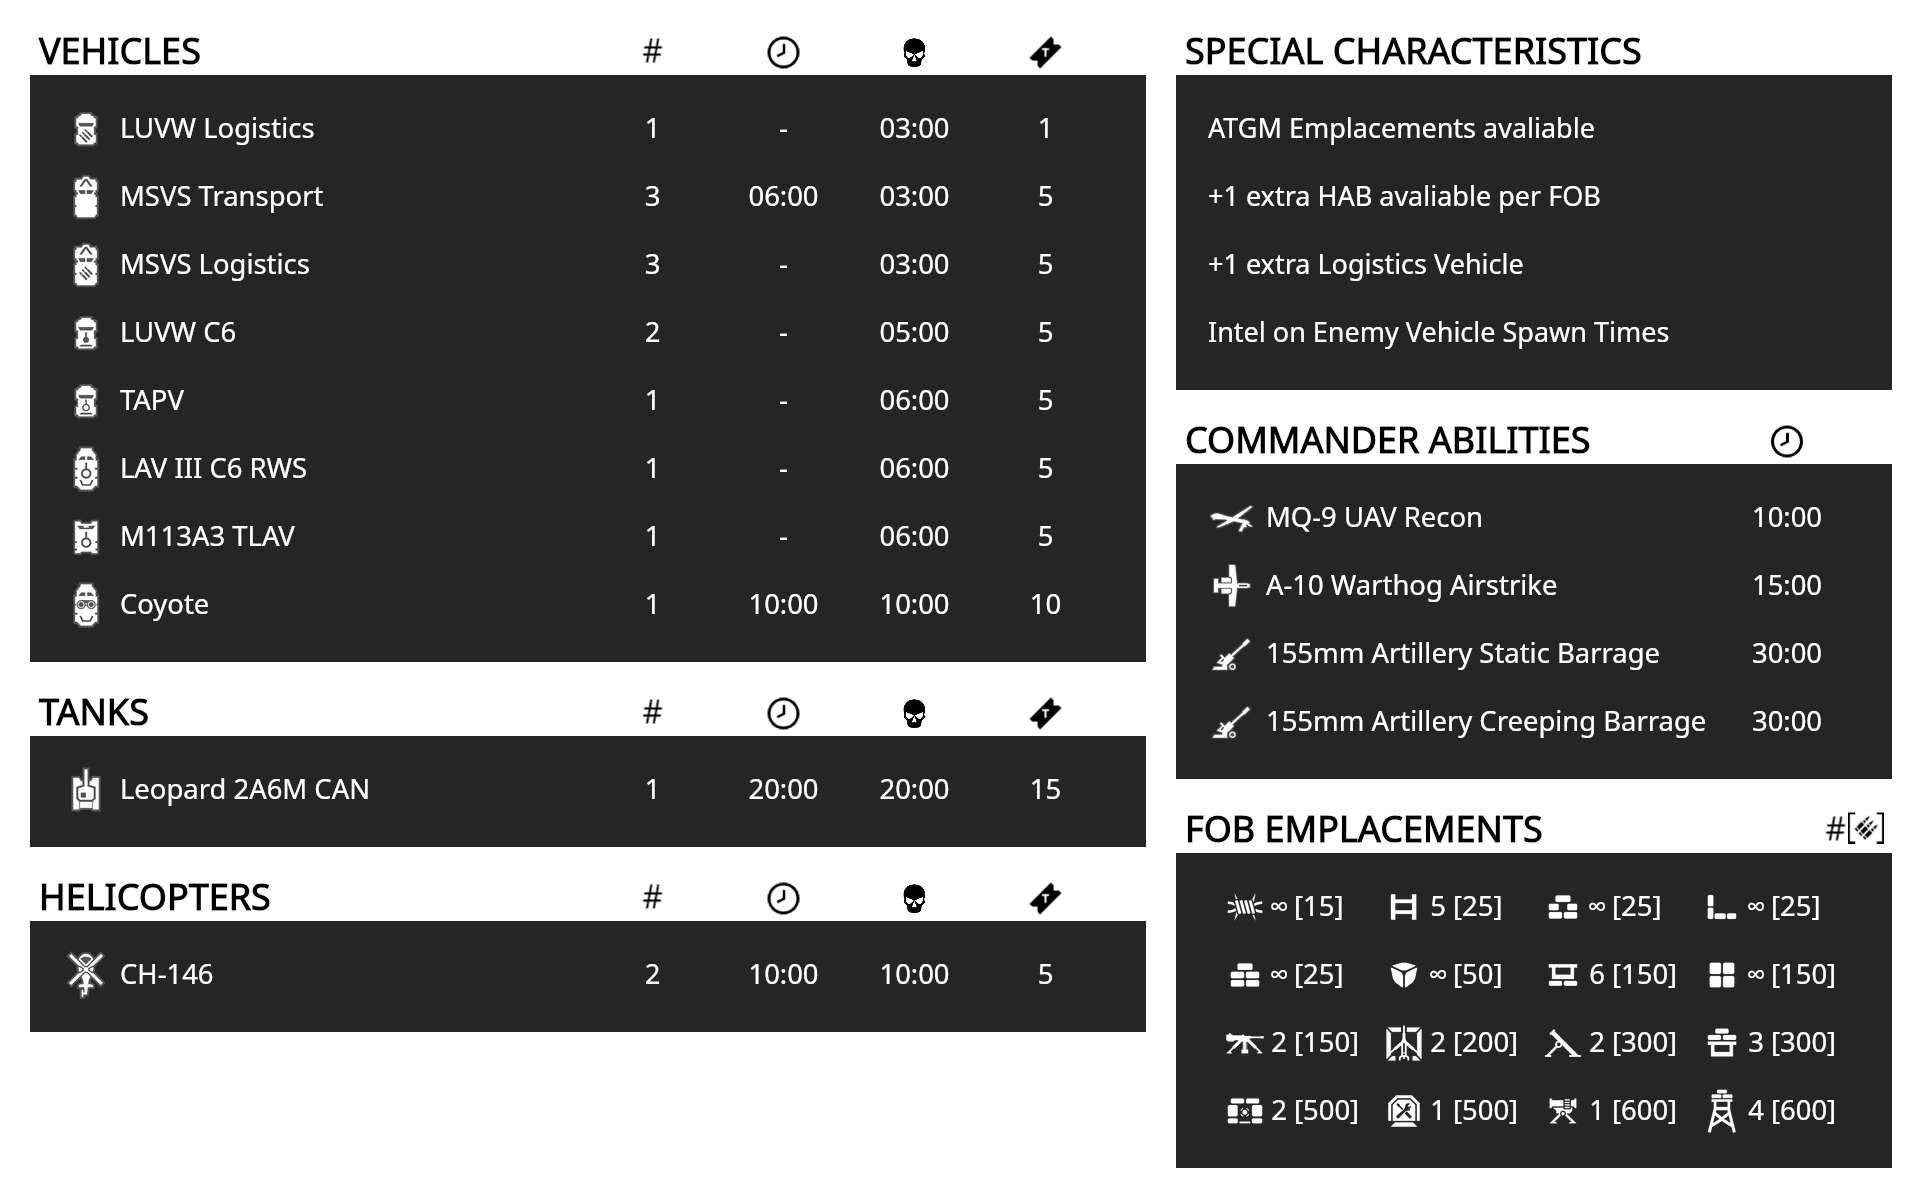 VEHICLES #
LUVW Logistics 1 - 03:00 1
MSVS Transport 3 06:00 03:00 5
MSVS Logistics 3 - 03:00 5
LUVW C6 2 - 05:00 5
TAPV 1 - 06:00 5
LAV III C6 RWS 1 - 06:00 5
M113A3 TLAV 1 - 06:00 5
Coyote 1 10:00 10:00 10
TANKS #
Leopard 2A6M CAN 1 20:00 20:00 15
HELICOPTERS #
CH-146 2 10:00 10:00 5
SPECIAL CHARACTERISTICS
ATGM Emplacements avaliable
+1 extra HAB avaliable per FOB
+1 extra Logistics Vehicle
Intel on Enemy Vehicle Spawn Times
COMMANDER ABILITIES
MQ-9 UAV Recon 10:00
A-10 Warthog Airstrike 15:00
155mm Artillery Static Barrage 30:00
155mm Artillery Creeping Barrage 30:00
FOB EMPLACEMENTS #[ ]
∞ [15] 5 [25] ∞ [25] ∞ [25]
∞ [25] ∞ [50] 6 [150] ∞ [150]
2 [150] 2 [200] 2 [300] 3 [300]
2 [500] 1 [500] 1 [600] 4 [600]